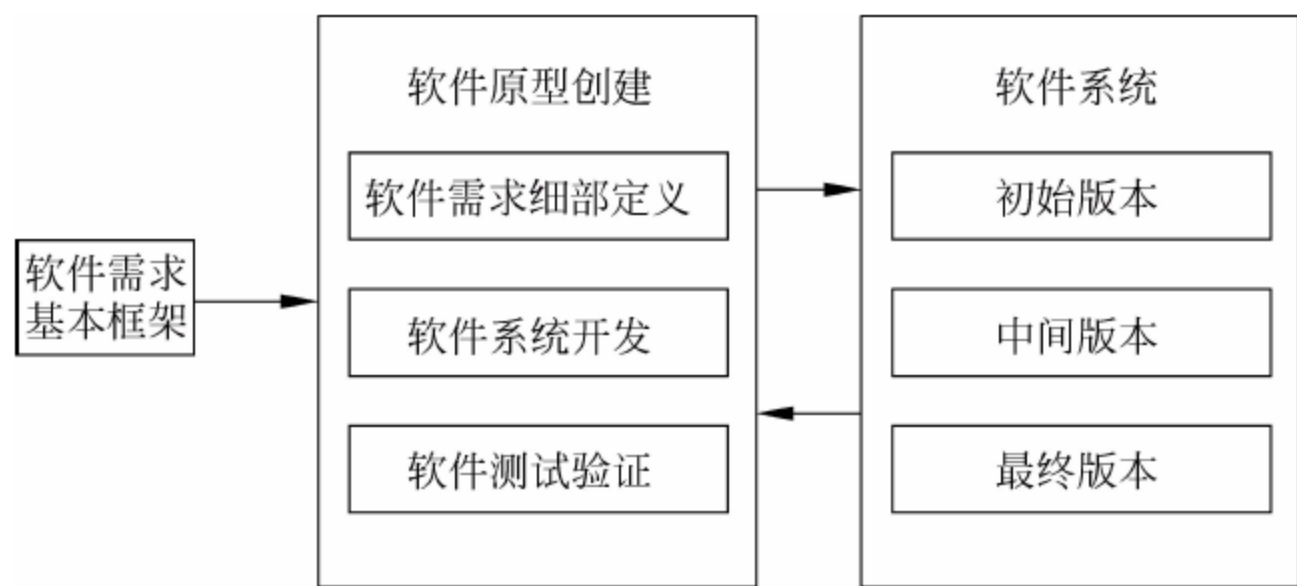 软件需求
基本框架
软件原型创建
软件需求细部定义
软件系统开发
软件测试验证
软件系统
初始版本
中间版本
最终版本